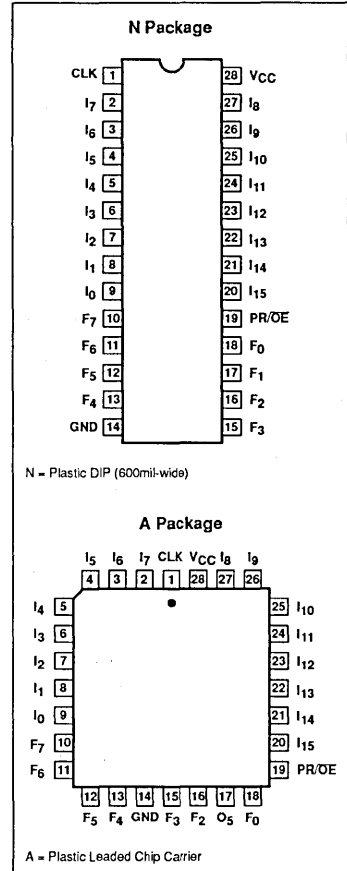 N Package
CLK 1 28 VCC
I7 2 27 I8
I6 3 26 I9
I5 4 25 I10
I4 5 24 I11
I3 6 23 I12
I2 7 22 I13
I1 8 21 I14
I0 9 20 I15
F7 10 19 PR/O̅E̅
F6 11 18 F0
F5 12 17 F1
F4 13 16 F2
GND 14 15 F3
N = Plastic DIP (600mil-wide)
A Package
I5 I6 I7 CLK VCC I8 I9
4 3 2 1 28 27 26
I4 5 25 I10
I3 6 24 I11
I2 7 23 I12
I1 8 22 I13
I0 9 21 I14
F7 10 20 I15
F6 11 19 PR/O̅E̅
12 13 14 15 16 17 18
F5 F4 GND F3 F2 O5 F0
A = Plastic Leaded Chip Carrier